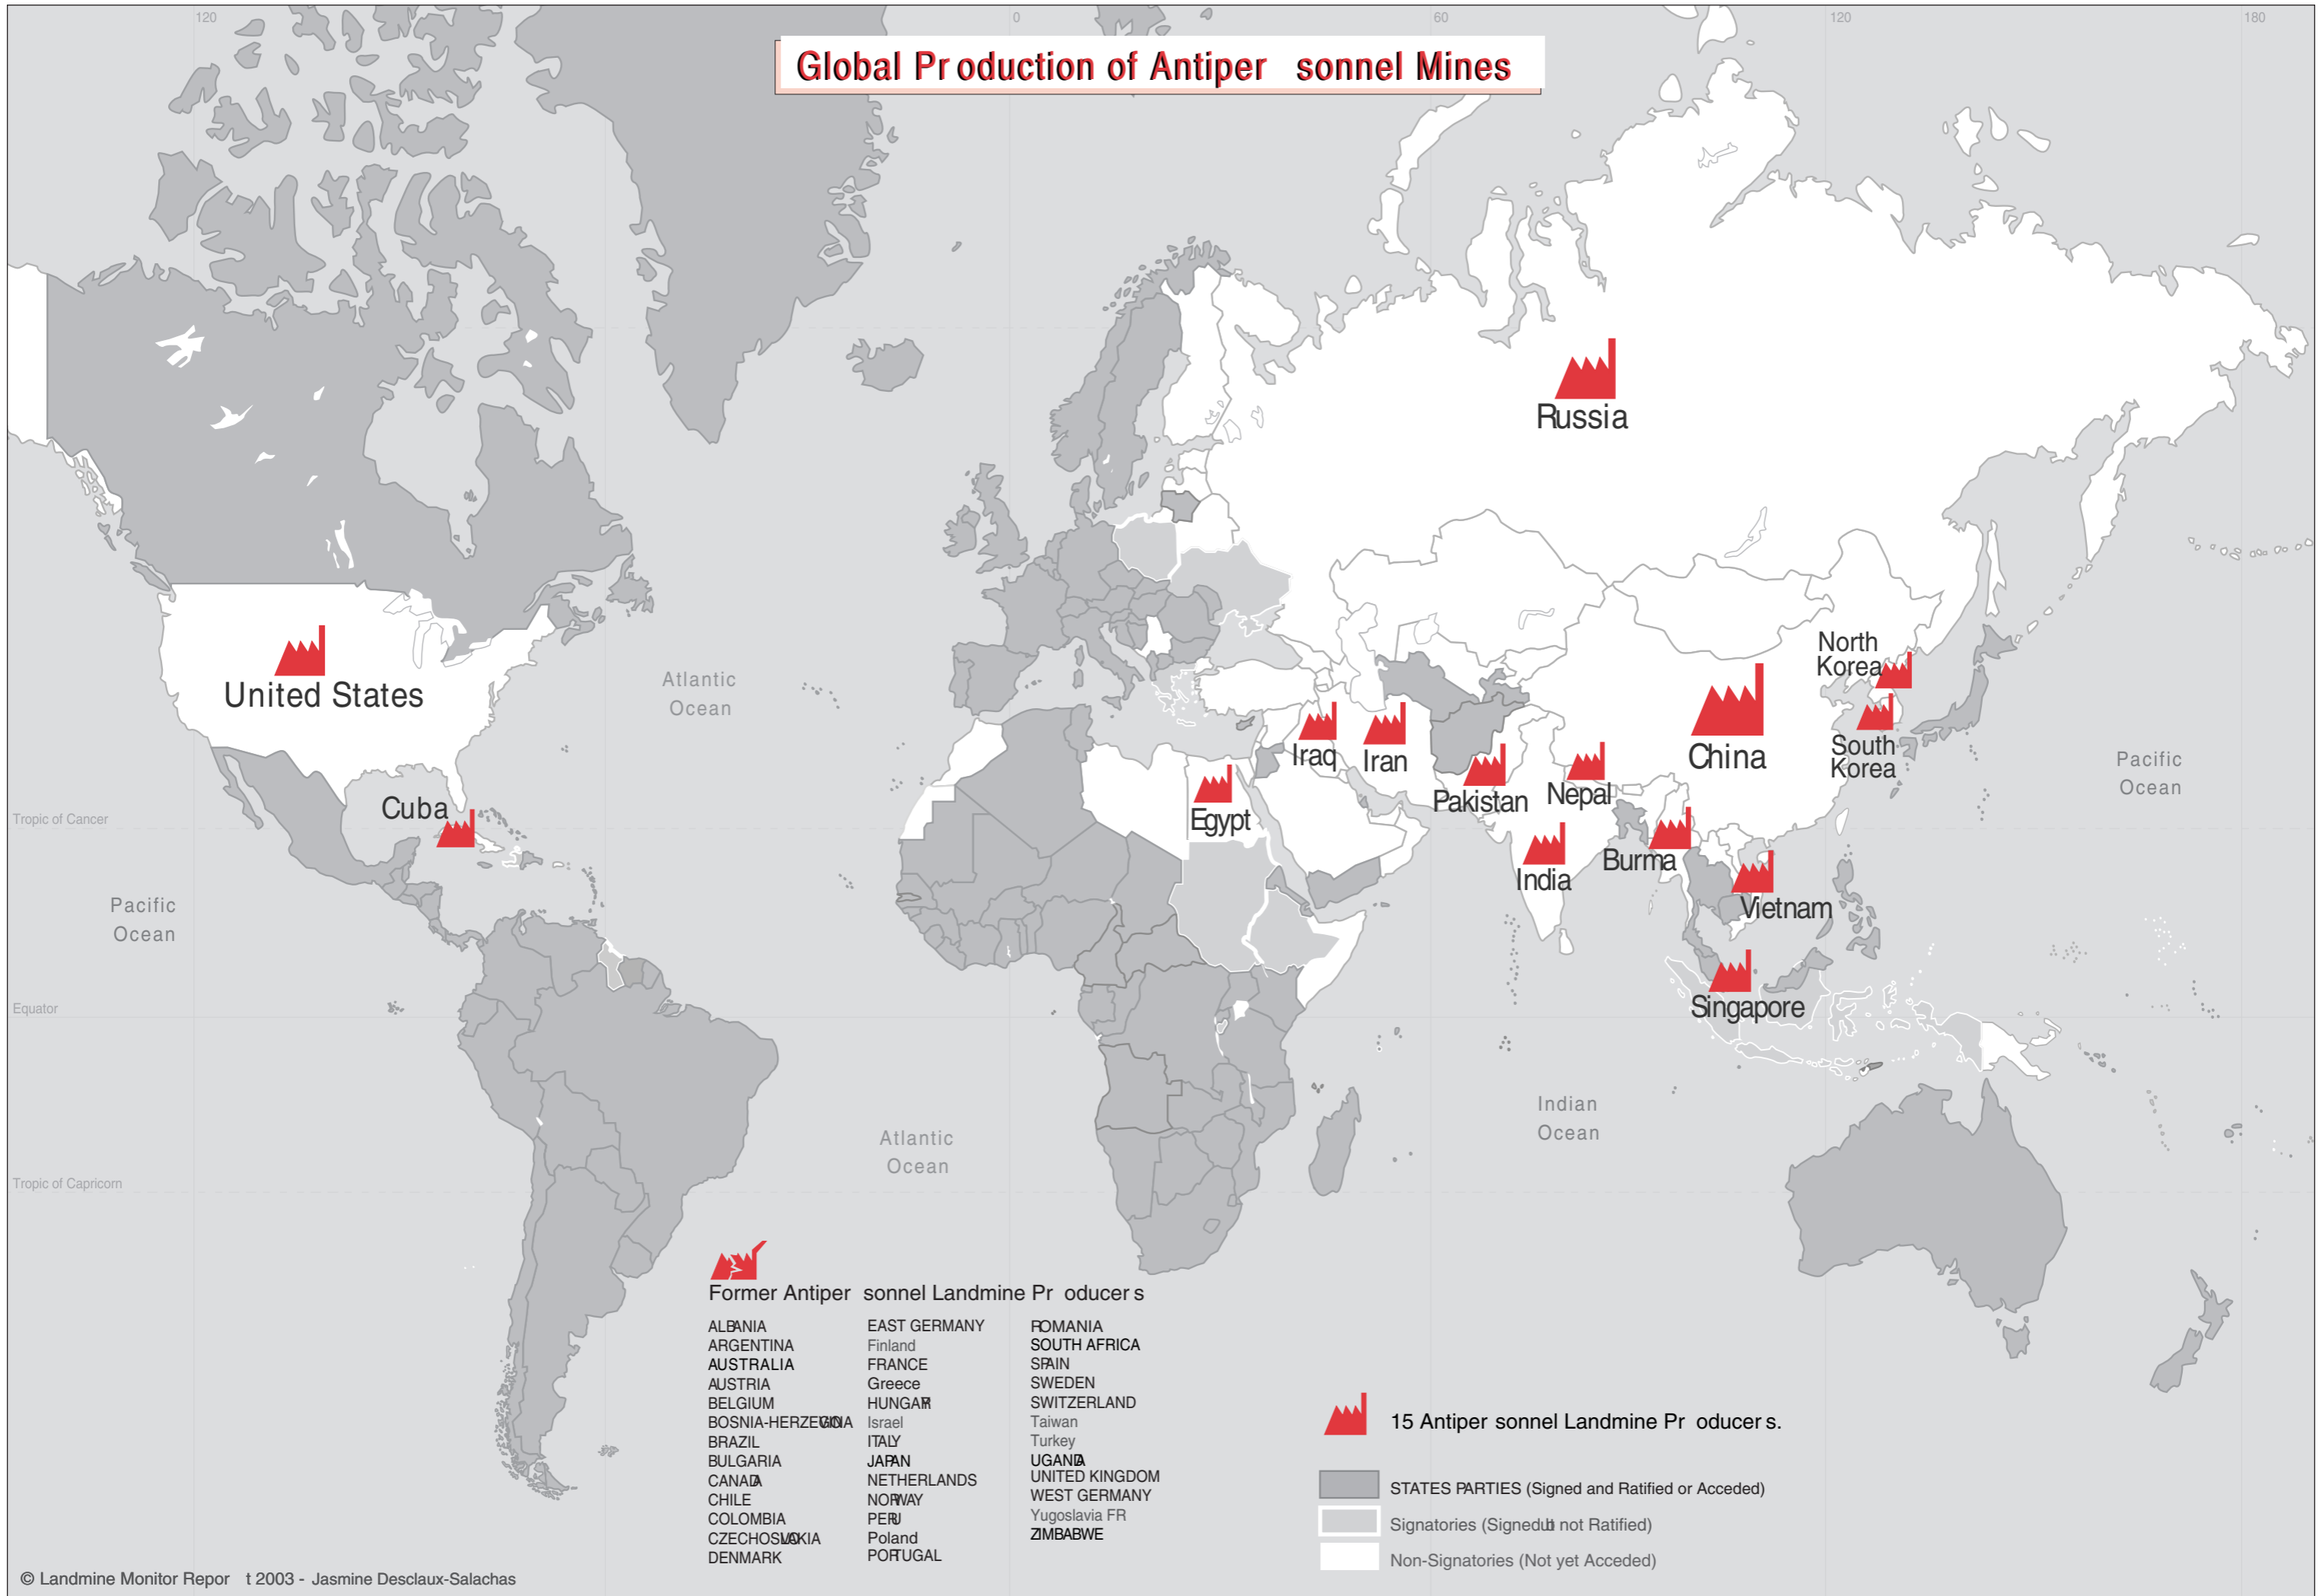 120
0
60
120
180
Global Production of Antipersonnel Mines
Russia
United States
Atlantic
Ocean
North
Korea
China
South
Korea
Iraq
Iran
Pakistan
Nepal
Egypt
Cuba
Pacific
Ocean
Tropic of Cancer
Burma
India
Vietnam
Pacific
Ocean
Singapore
Equator
Indian
Ocean
Atlantic
Ocean
Tropic of Capricorn
Former Antipersonnel Landmine Producers
ALBANIA
ARGENTINA
AUSTRALIA
AUSTRIA
BELGIUM
BOSNIA-HERZEGOVINA
BRAZIL
BULGARIA
CANADA
CHILE
COLOMBIA
CZECHOSLOVAKIA
DENMARK
EAST GERMANY
Finland
FRANCE
Greece
HUNGARY
Israel
ITALY
JAPAN
NETHERLANDS
NORWAY
PERU
Poland
PORTUGAL
ROMANIA
SOUTH AFRICA
SPAIN
SWEDEN
SWITZERLAND
Taiwan
Turkey
UGANDA
UNITED KINGDOM
WEST GERMANY
Yugoslavia FR
ZIMBABWE
15 Antipersonnel Landmine Producers.
STATES PARTIES (Signed and Ratified or Acceded)
Signatories (Signed but not Ratified)
Non-Signatories (Not yet Acceded)
© Landmine Monitor Report 2003 - Jasmine Desclaux-Salachas